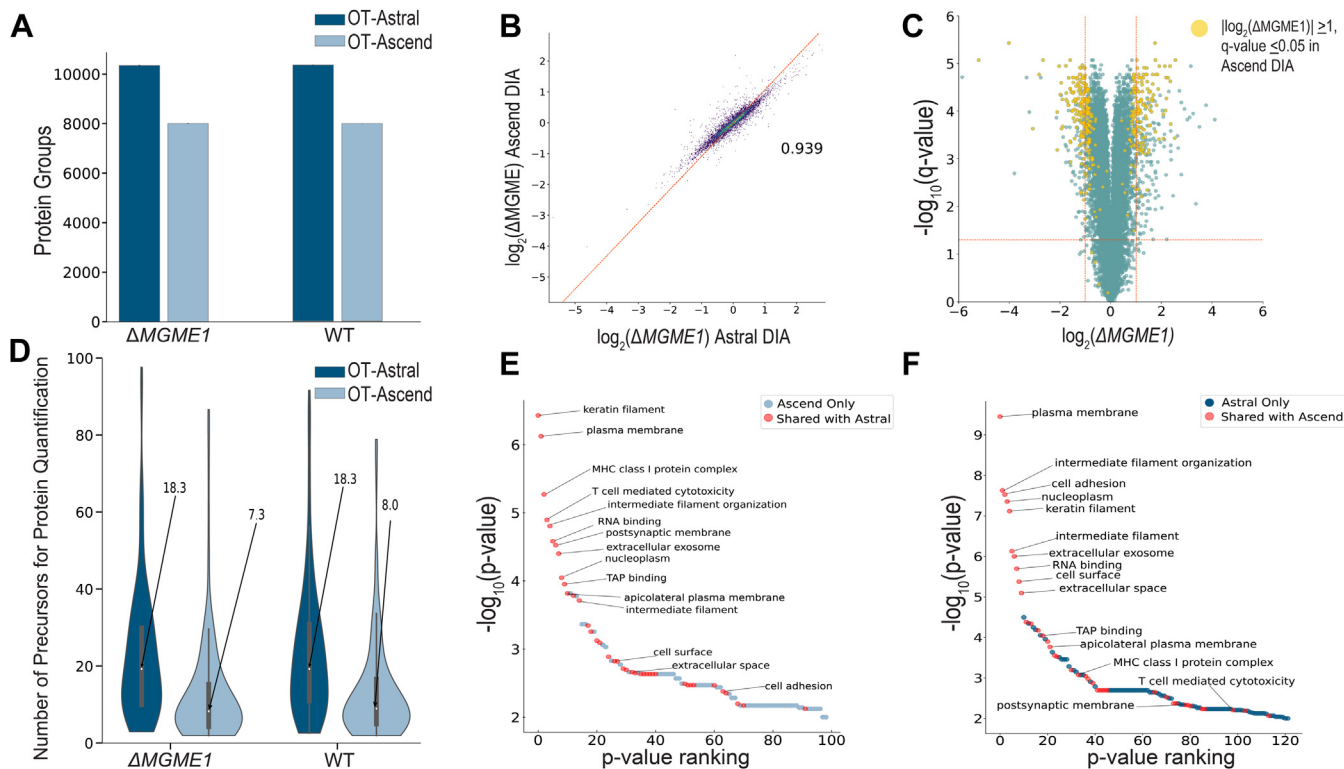 A
OT-Astral
OT-Ascend
Protein Groups
10000
8000
6000
4000
2000
0
ΔMGME1
WT
B
log2(ΔMGME) Ascend DIA
2
1
0
−1
−2
−3
−4
−5
0.939
−5
−4
−3
−2
−1
0
1
2
log2(ΔMGME1) Astral DIA
C
|log2(ΔMGME1)| ≥1,
q-value ≤0.05 in
Ascend DIA
-log10(q-value)
6
5
4
3
2
1
0
−6
−4
−2
0
2
4
6
log2(ΔMGME1)
D
OT-Astral
OT-Ascend
Number of Precursors for Protein Quantification
100
80
60
40
20
0
18.3
7.3
18.3
8.0
ΔMGME1
WT
E
Ascend Only
Shared with Astral
keratin filament
plasma membrane
MHC class I protein complex
T cell mediated cytotoxicity
intermediate filament organization
RNA binding
postsynaptic membrane
extracellular exosome
nucleoplasm
TAP binding
apicolateral plasma membrane
intermediate filament
cell surface
extracellular space
cell adhesion
-log10(p-value)
6
5
4
3
2
0
20
40
60
80
100
p-value ranking
F
Astral Only
Shared with Ascend
plasma membrane
intermediate filament organization
cell adhesion
nucleoplasm
keratin filament
intermediate filament
extracellular exosome
RNA binding
cell surface
extracellular space
TAP binding
apicolateral plasma membrane
MHC class I protein complex
T cell mediated cytotoxicity
postsynaptic membrane
-log10(p-value)
9
8
7
6
5
4
3
2
0
20
40
60
80
100
120
p-value ranking